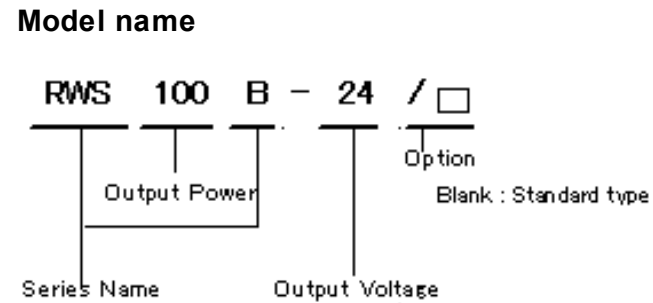 Model name
RWS 100 B - 24 / □
Option
Output Power
Blank : Standard type
Series Name
Output Voltage